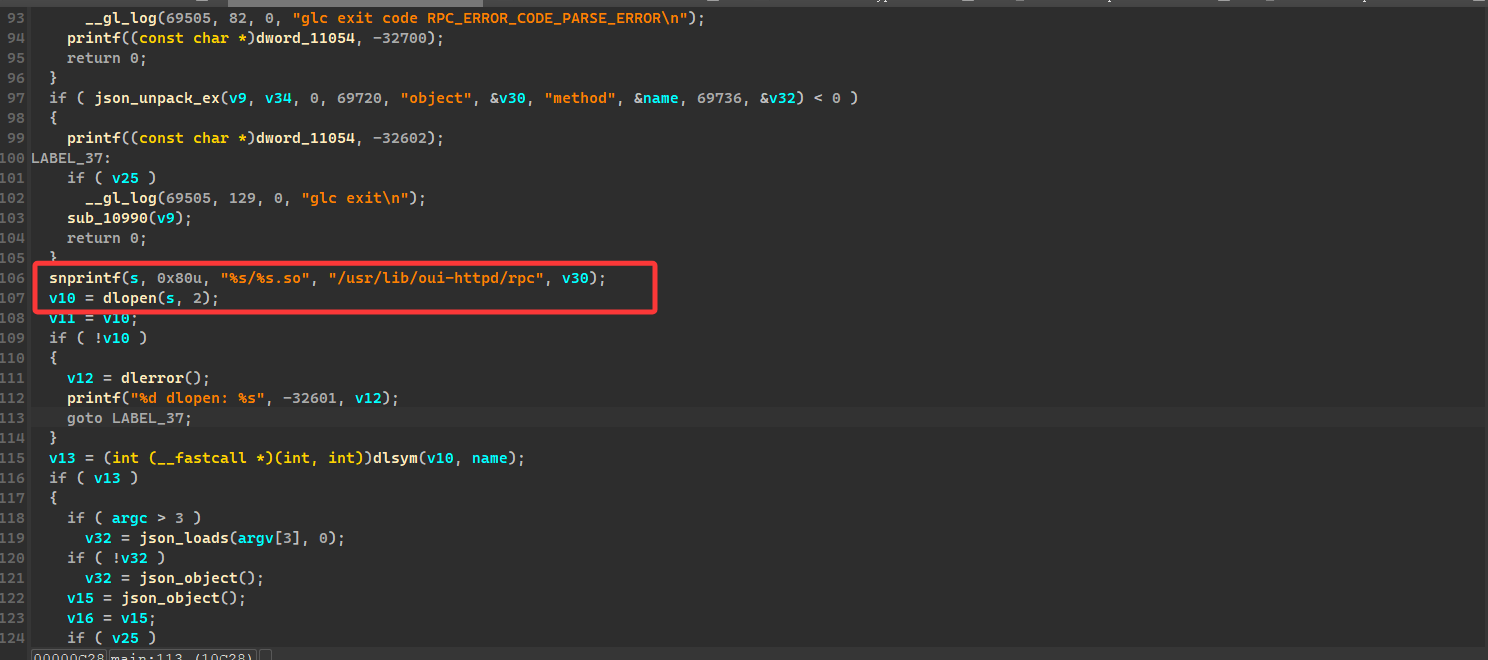 93 __gl_log(69505, 82, 0, "glc exit code RPC_ERROR_CODE_PARSE_ERROR\n");
94 printf((const char *)dword_11054, -32700);
95 return 0;
96 }
97 if ( json_unpack_ex(v9, v34, 0, 69720, "object", &v30, "method", &name, 69736, &v32) < 0 )
98 {
99 printf((const char *)dword_11054, -32602);
100 LABEL_37:
101 if ( v25 )
102 __gl_log(69505, 129, 0, "glc exit\n");
103 sub_10990(v9);
104 return 0;
105 }
106 snprintf(s, 0x80u, "%s/%s.so", "/usr/lib/oui-httpd/rpc", v30);
107 v10 = dlopen(s, 2);
108 v11 = v10;
109 if ( !v10 )
110 {
111 v12 = dlerror();
112 printf("%d dlopen: %s", -32601, v12);
113 goto LABEL_37;
114 }
115 v13 = (int (__fastcall *)(int, int))dlsym(v10, name);
116 if ( v13 )
117 {
118 if ( argc > 3 )
119 v32 = json_loads(argv[3], 0);
120 if ( !v32 )
121 v32 = json_object();
122 v15 = json_object();
123 v16 = v15;
124 if ( v25 )
00000C28 main:113 (10C28)